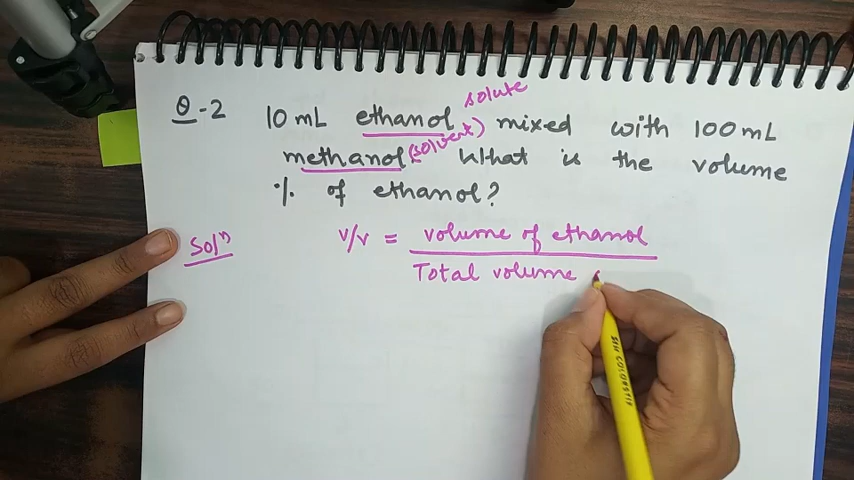 Q-2 10 mL ethanol solute mixed with 100 mL
methanol (solvent). What is the volume
% of ethanol?
Solⁿ v/v = volume of ethanol
Total volume